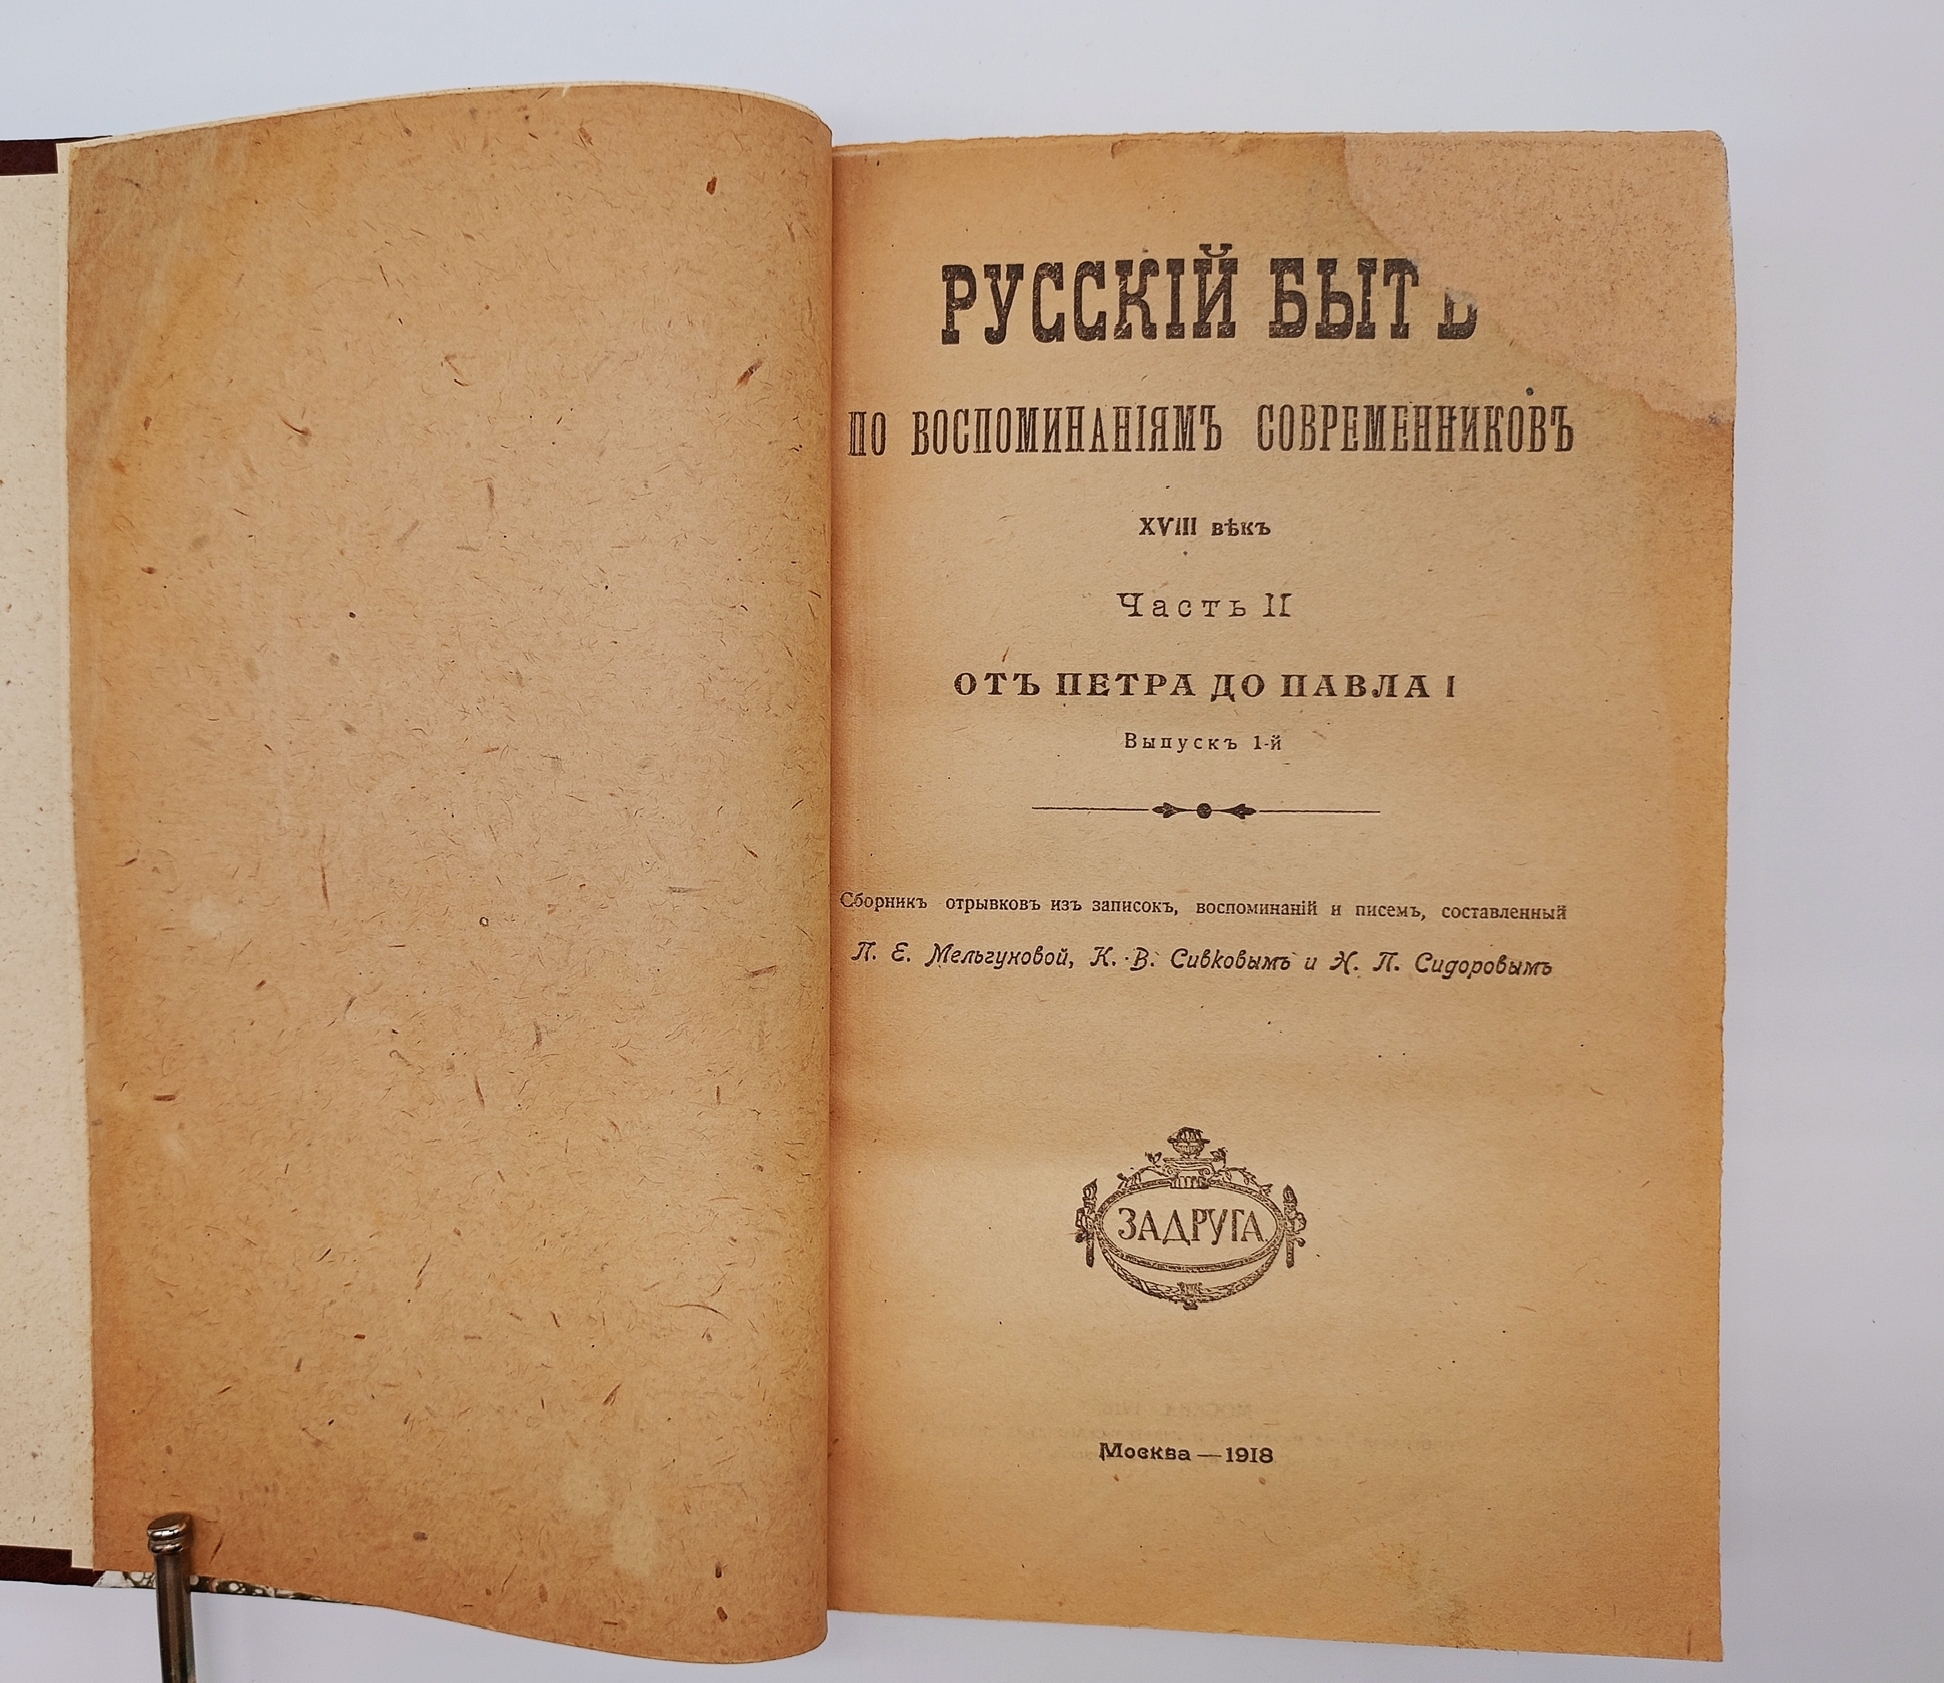 РУССКІЙ БЫТЪ
ПО ВОСПОМИНАНІЯМЪ СОВРЕМЕННИКОВЪ
XVIII вѣкъ
Часть II
ОТЪ ПЕТРА ДО ПАВЛА I
Выпускъ 1-й
Сборникъ отрывковъ изъ записокъ, воспоминаній и писемъ, составленный
П. Е. Мельгуновой, К. В. Сивковымъ и Н. П. Сидоровымъ
ЗАДРУГА
Москва — 1918